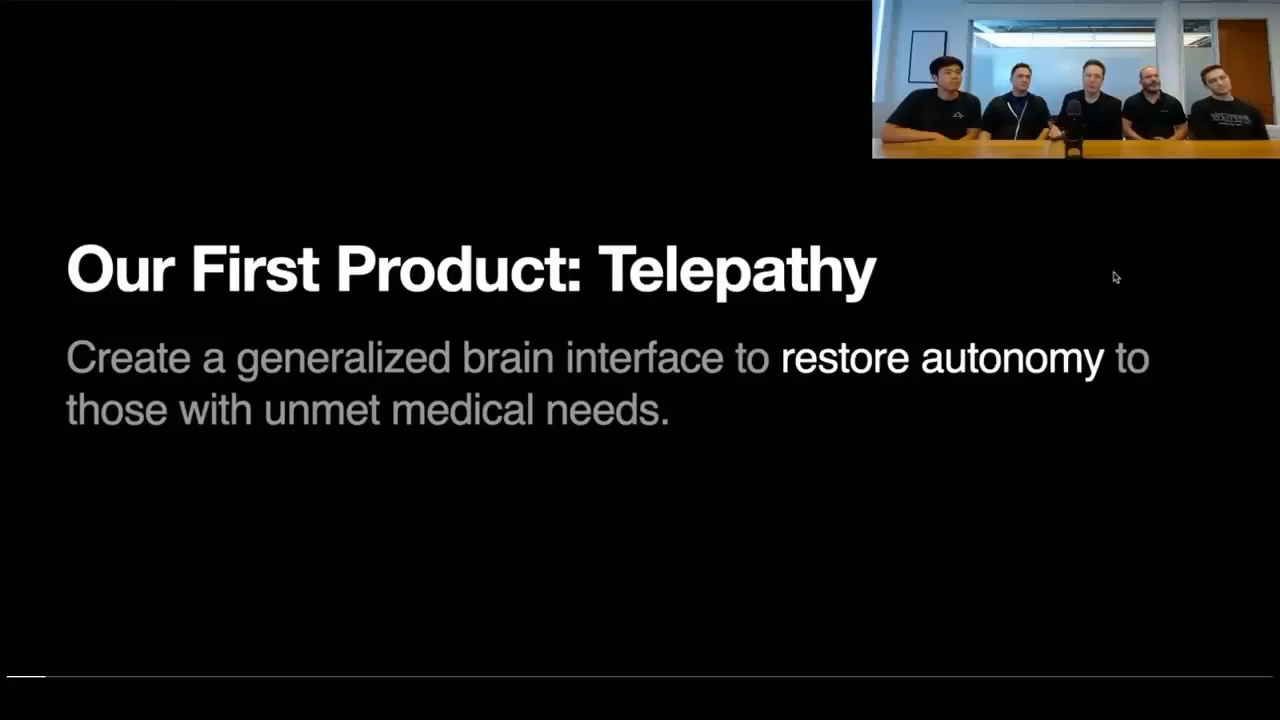 Our First Product: Telepathy
Create a generalized brain interface to restore autonomy to
those with unmet medical needs.